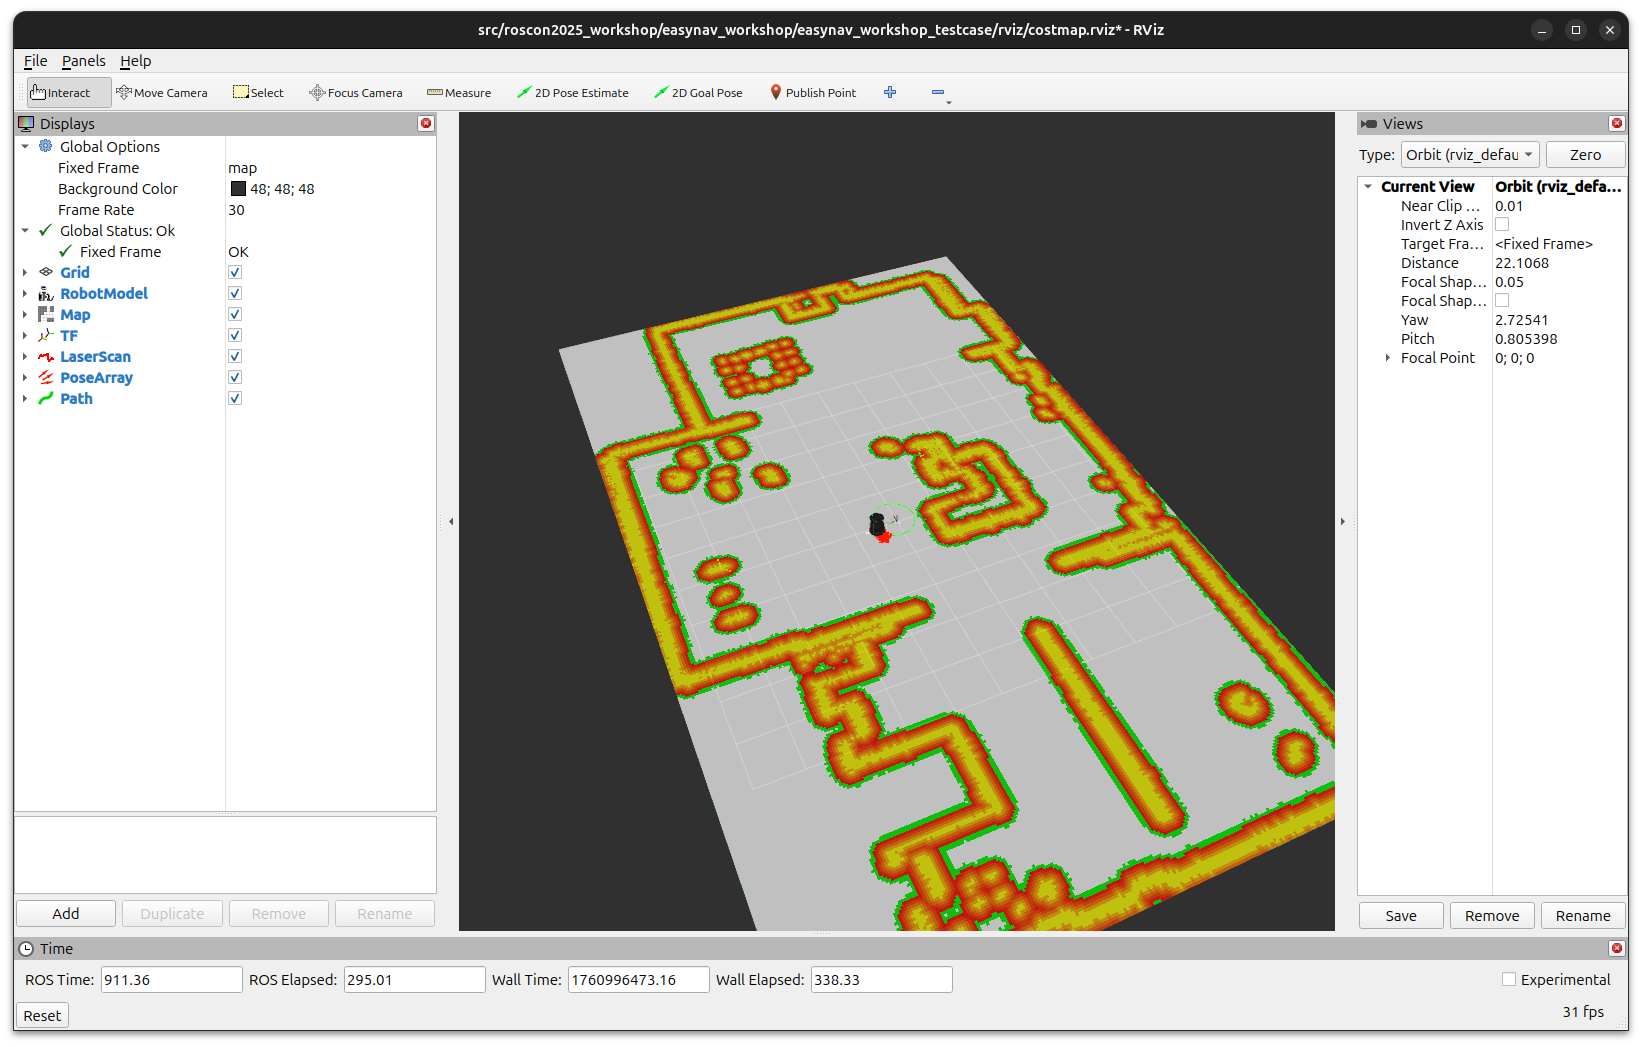 src/roscon2025_workshop/easynav_workshop/easynav_workshop_testcase/rviz/costmap.rviz* - RViz
File Panels Help
Interact Move Camera Select Focus Camera Measure 2D Pose Estimate 2D Goal Pose Publish Point
Displays
Global Options
Fixed Frame map
Background Color 48; 48; 48
Frame Rate 30
Global Status: Ok
Fixed Frame OK
Grid
RobotModel
Map
TF
LaserScan
PoseArray
Path
Add Duplicate Remove Rename
Views
Type: Orbit (rviz_defau Zero
Current View Orbit (rviz_defa...
Near Clip ... 0.01
Invert Z Axis
Target Fra... <Fixed Frame>
Distance 22.1068
Focal Shap... 0.05
Focal Shap...
Yaw 2.72541
Pitch 0.805398
Focal Point 0; 0; 0
Save Remove Rename
Time
ROS Time: 911.36 ROS Elapsed: 295.01 Wall Time: 1760996473.16 Wall Elapsed: 338.33 Experimental
Reset 31 fps